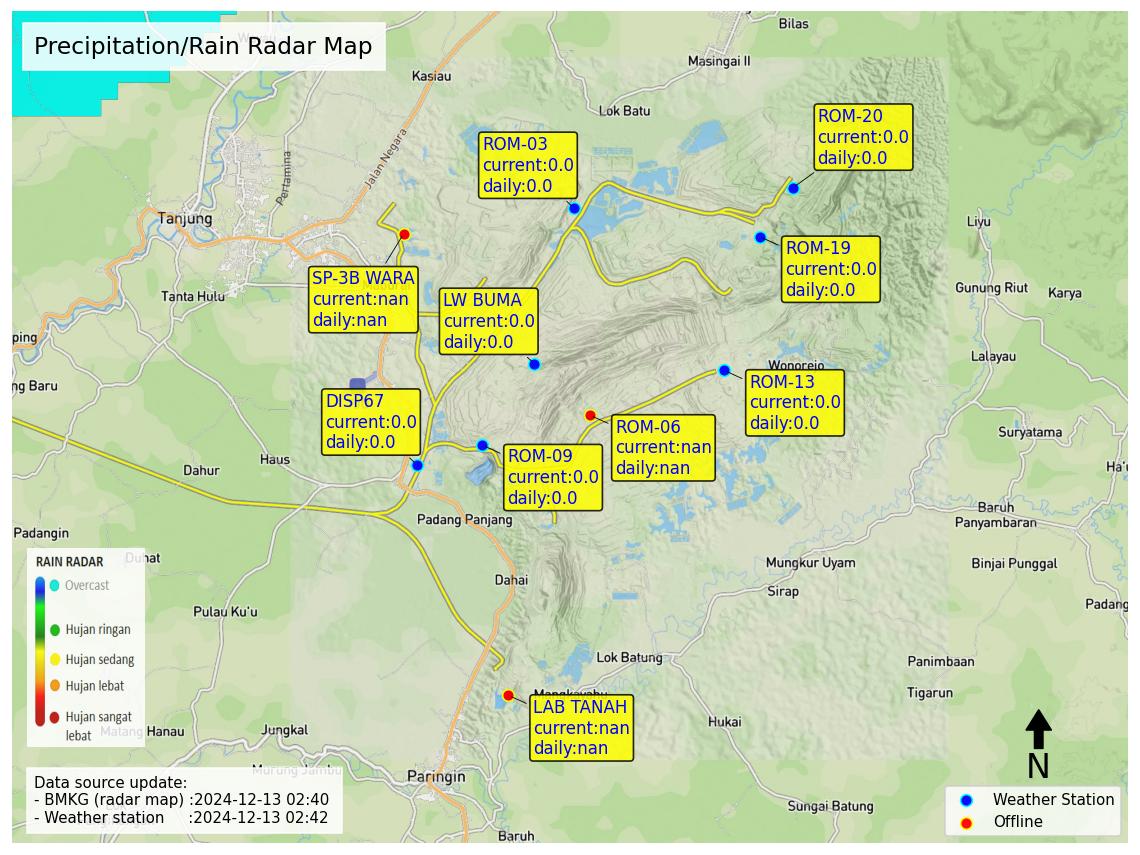 Precipitation/Rain Radar Map
Bilas
Masingai II
Kasiau
Lok Batu
Jalan Negara
Pertamina
Tanjung
Tanta Hulu
ROM-03
current:0.0
daily:0.0
ROM-20
current:0.0
daily:0.0
ROM-19
current:0.0
daily:0.0
SP-3B WARA
current:nan
daily:nan
LW BUMA
current:0.0
daily:0.0
Liyu
Gunung Riut
Karya
Lalayau
Wonorejo
ROM-13
current:0.0
daily:0.0
DISP67
current:0.0
daily:0.0
ROM-06
current:nan
daily:nan
ROM-09
current:0.0
daily:0.0
ping
ng Baru
Suryatama
Ha'u
Haus
Dahur
Padang Panjang
Baruh
Panyambaran
Padangin
Duhat
Binjai Punggal
Mungkur Uyam
Sirap
Dahai
Padang
Pulau Ku'u
RAIN RADAR
Overcast
Hujan ringan
Hujan sedang
Hujan lebat
Hujan sangat
lebat
Lok Batung
Panimbaan
Tigarun
Mangkayahu
LAB TANAH
current:nan
daily:nan
Hukai
Matang Hanau
Jungkal
Murung Jambu
Paringin
Sungai Batung
Baruh
Data source update:
- BMKG (radar map) :2024-12-13 02:40
- Weather station :2024-12-13 02:42
N
Weather Station
Offline